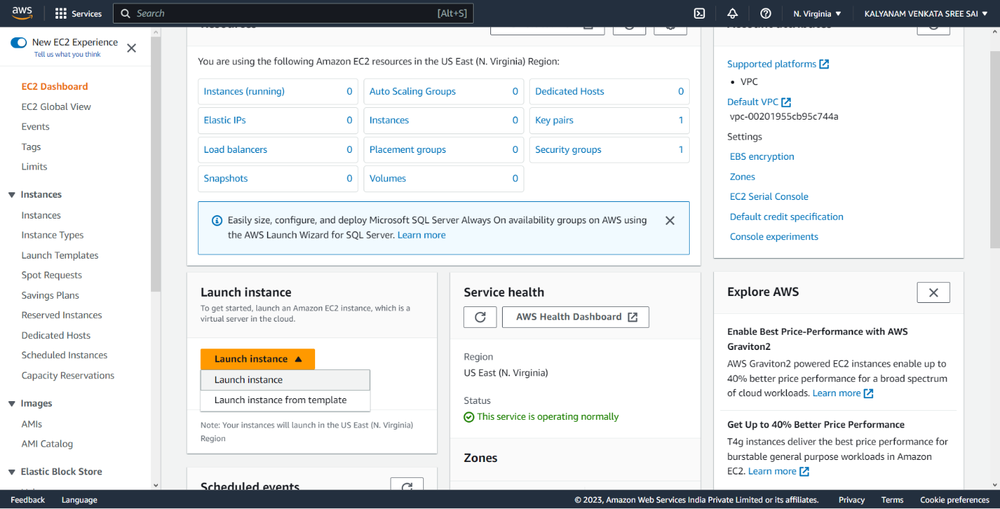 aws
Services
Search
[Alt+S]
N. Virginia
KALYANAM VENKATA SREE SAI
New EC2 Experience
Tell us what you think
EC2 Dashboard
EC2 Global View
Events
Tags
Limits
Instances
Instances
Instance Types
Launch Templates
Spot Requests
Savings Plans
Reserved Instances
Dedicated Hosts
Scheduled Instances
Capacity Reservations
Images
AMIs
AMI Catalog
Elastic Block Store
Resources
You are using the following Amazon EC2 resources in the US East (N. Virginia) Region:
Instances (running) 0
Auto Scaling Groups 0
Dedicated Hosts 0
Elastic IPs 0
Instances 0
Key pairs 1
Load balancers 0
Placement groups 0
Security groups 1
Snapshots 0
Volumes 0
Easily size, configure, and deploy Microsoft SQL Server Always On availability groups on AWS using
the AWS Launch Wizard for SQL Server. Learn more
Launch instance
To get started, launch an Amazon EC2 instance, which is a
virtual server in the cloud.
Launch instance
Launch instance
Launch instance from template
Note: Your instances will launch in the US East (N. Virginia)
Region
Scheduled events
Service health
AWS Health Dashboard
Region
US East (N. Virginia)
Status
This service is operating normally
Zones
Account attributes
Supported platforms
• VPC
Default VPC
vpc-00201955cb95c744a
Settings
EBS encryption
Zones
EC2 Serial Console
Default credit specification
Console experiments
Explore AWS
Enable Best Price-Performance with AWS
Graviton2
AWS Graviton2 powered EC2 instances enable up to
40% better price performance for a broad spectrum
of cloud workloads. Learn more
Get Up to 40% Better Price Performance
T4g instances deliver the best price performance for
burstable general purpose workloads in Amazon
EC2. Learn more
Feedback
Language
© 2023, Amazon Web Services India Private Limited or its affiliates.
Privacy
Terms
Cookie preferences